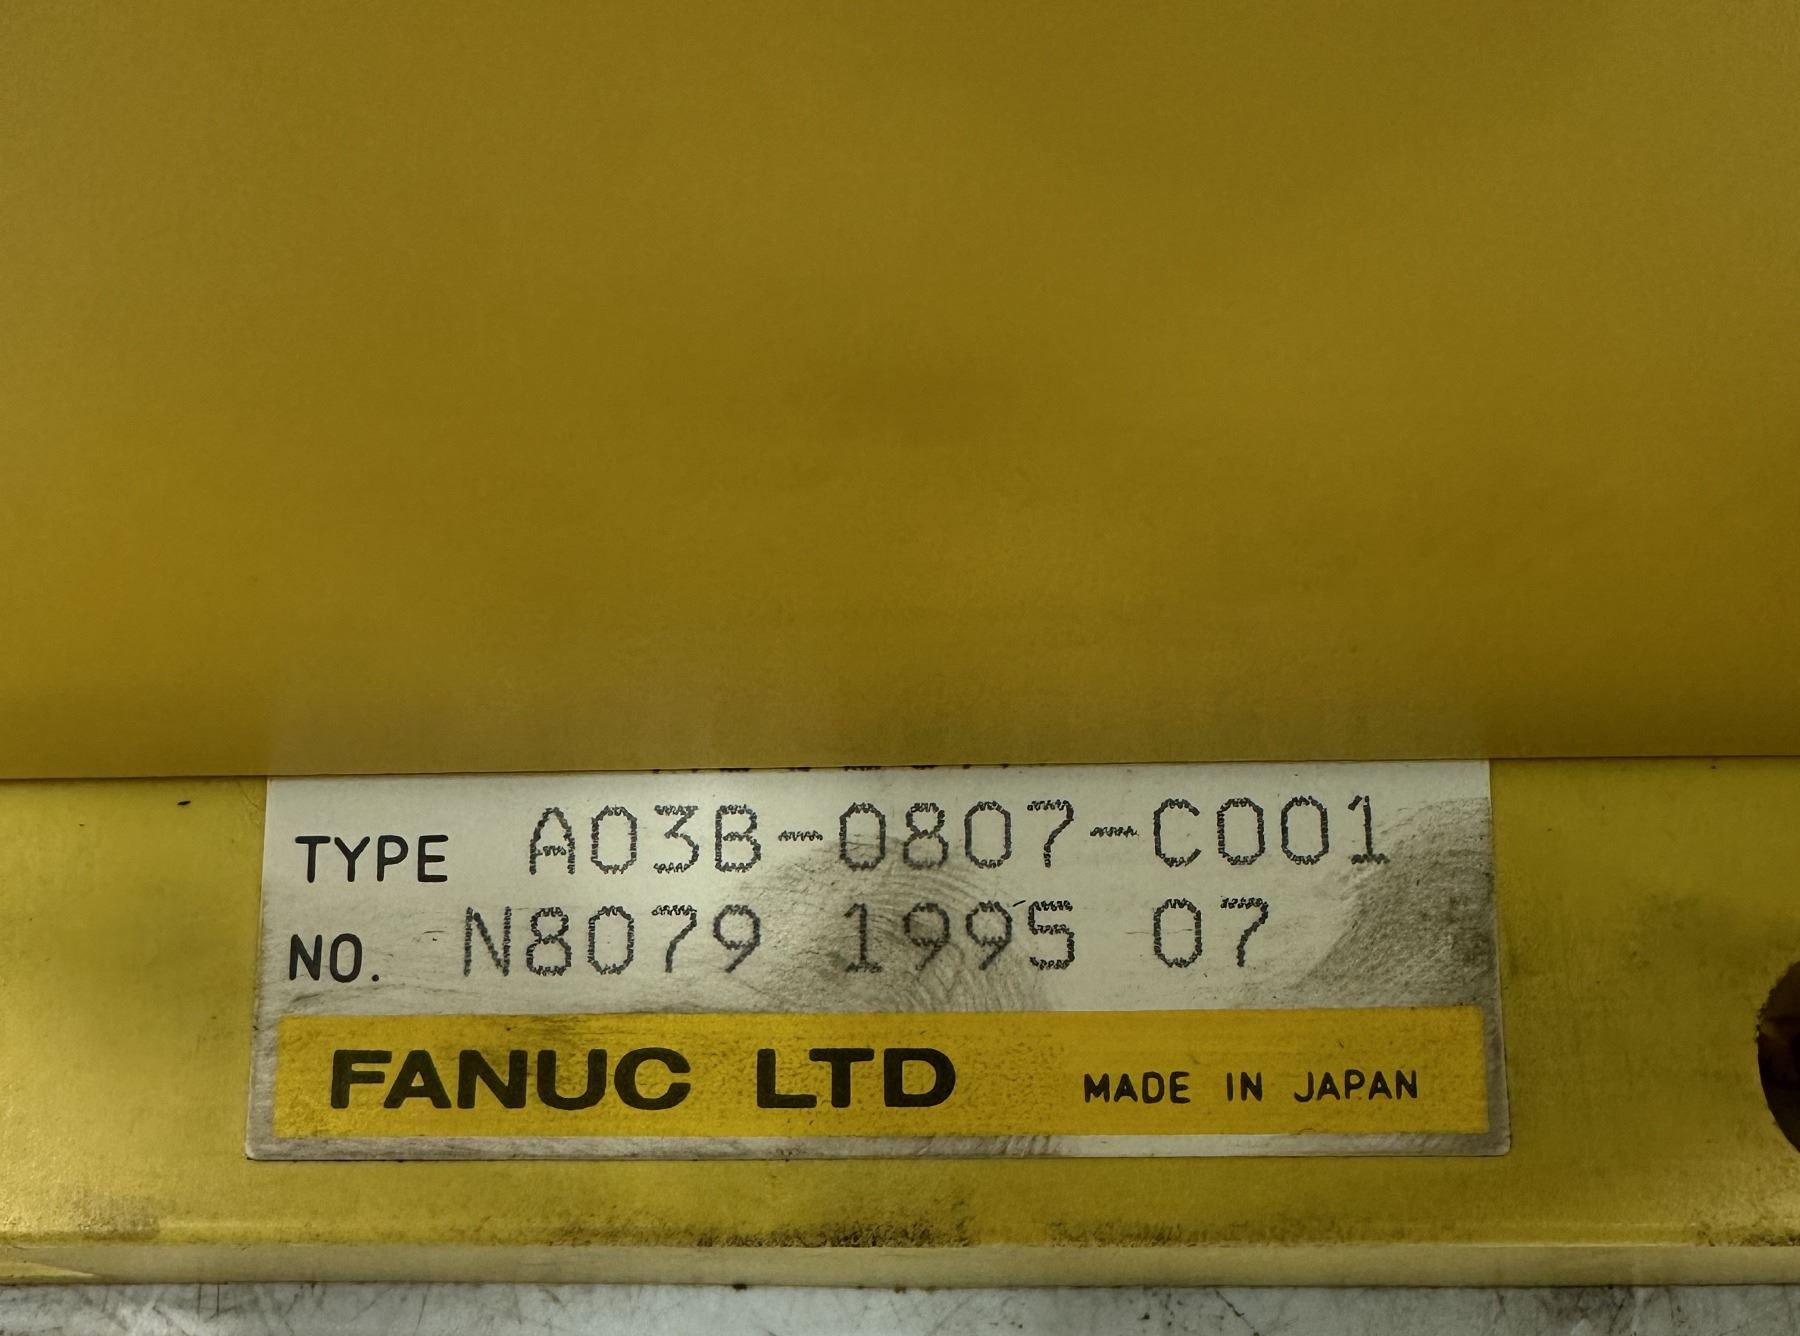 TYPE A03B-0807-C001
NO. N8079 1995 07
FANUC LTD MADE IN JAPAN